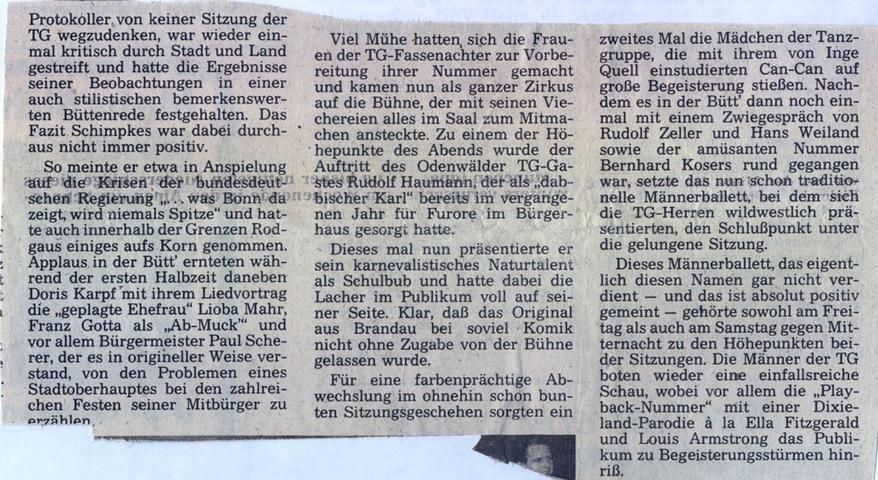 Protokoller von keiner Sitzung der
TG wegzudenken, war wieder ein-
mal kritisch durch Stadt und Land
gestreift und hatte die Ergebnisse
seiner Beobachtungen in einer
auch stilistischen bemerkenswer-
ten Büttenrede festgehalten. Das
Fazit Schimpkes war dabei durch-
aus nicht immer positiv.
So meinte er etwa in Anspielung
auf die Krisen der bundesdeut-
schen Regierung „. . . was Bonn da
zeigt, wird niemals Spitze“ und hat-
te auch innerhalb der Grenzen Rod-
gaus einiges aufs Korn genommen.
Applaus in der Bütt' ernteten wäh-
rend der ersten Halbzeit daneben
Doris Karpf mit ihrem Liedvortrag
die „geplagte Ehefrau“ Lioba Mahr,
Franz Gotta als „Ab-Muck'“ und
vor allem Bürgermeister Paul Sche-
rer, der es in origineller Weise ver-
stand, von den Problemen eines
Stadtoberhauptes bei den zahlrei-
chen Festen seiner Mitbürger zu
erzählen.
Viel Mühe hatten sich die Frau-
en der TG-Fassenachter zur Vorbe-
reitung ihrer Nummer gemacht
und kamen nun als ganzer Zirkus
auf die Bühne, der mit seinen Vie-
chereien alles im Saal zum Mitma-
chen ansteckte. Zu einem der Hö-
hepunkte des Abends wurde der
Auftritt des Odenwälder TG-Ga-
stes Rudolf Haumann, der als „dab-
bischer Karl“ bereits im vergange-
nen Jahr für Furore im Bürger-
haus gesorgt hatte.
Dieses mal nun präsentierte er
sein karnevalistisches Naturtalent
als Schulbub und hatte dabei die
Lacher im Publikum voll auf sei-
ner Seite. Klar, daß das Original
aus Brandau bei soviel Komik
nicht ohne Zugabe von der Bühne
gelassen wurde.
Für eine farbenprächtige Ab-
wechslung im ohnehin schon bun-
ten Sitzungsgeschehen sorgten ein
zweites Mal die Mädchen der Tanz-
gruppe, die mit ihrem von Inge
Quell einstudierten Can-Can auf
große Begeisterung stießen. Nach-
dem es in der Bütt' dann noch ein-
mal mit einem Zwiegespräch von
Rudolf Zeller und Hans Weiland
sowie der amüsanten Nummer
Bernhard Kosers rund gegangen
war, setzte das nun schon traditio-
nelle Männerballett, bei dem sich
die TG-Herren wildwestlich prä-
sentierten, den Schlußpunkt unter
die gelungene Sitzung.
Dieses Männerballett, das eigent-
lich diesen Namen gar nicht ver-
dient — und das ist absolut positiv
gemeint — gehörte sowohl am Frei-
tag als auch am Samstag gegen Mit-
ternacht zu den Höhepunkten bei-
der Sitzungen. Die Männer der TG
boten wieder eine einfallsreiche
Schau, wobei vor allem die „Play-
back-Nummer“ mit einer Dixie-
land-Parodie à la Ella Fitzgerald
und Louis Armstrong das Publi-
kum zu Begeisterungsstürmen hin-
riß.